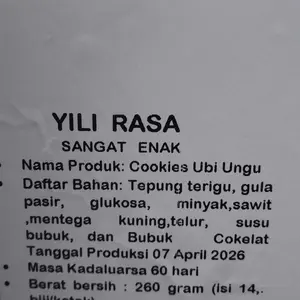 YILI RASA
SANGAT ENAK
• Nama Produk: Cookies Ubi Ungu
• Daftar Bahan: Tepung terigu, gula
pasir, glukosa, minyak,sawit
,mentega kuning,telur, susu
bubuk, dan Bubuk Cokelat
Tanggal Produksi 07 April 2026
• Masa Kadaluarsa 60 hari
• Berat bersih : 260 gram (isi 14,